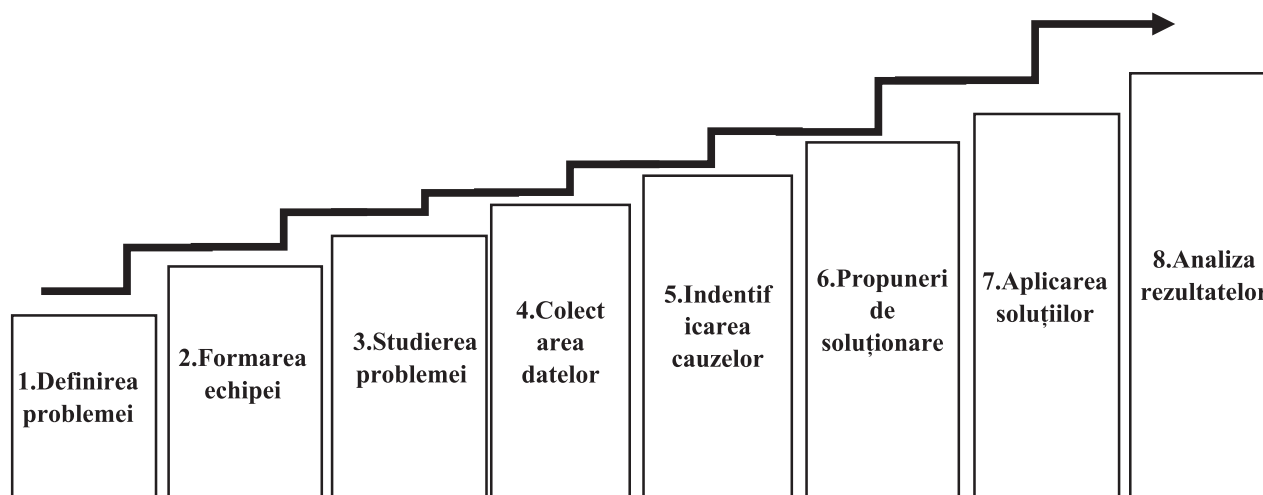 1.Definirea
problemei
2.Formarea
echipei
3.Studierea
problemei
4.Colect
area
datelor
5.Indentif
icarea
cauzelor
6.Propuneri
de
soluționare
7.Aplicarea
soluțiilor
8.Analiza
rezultatelor